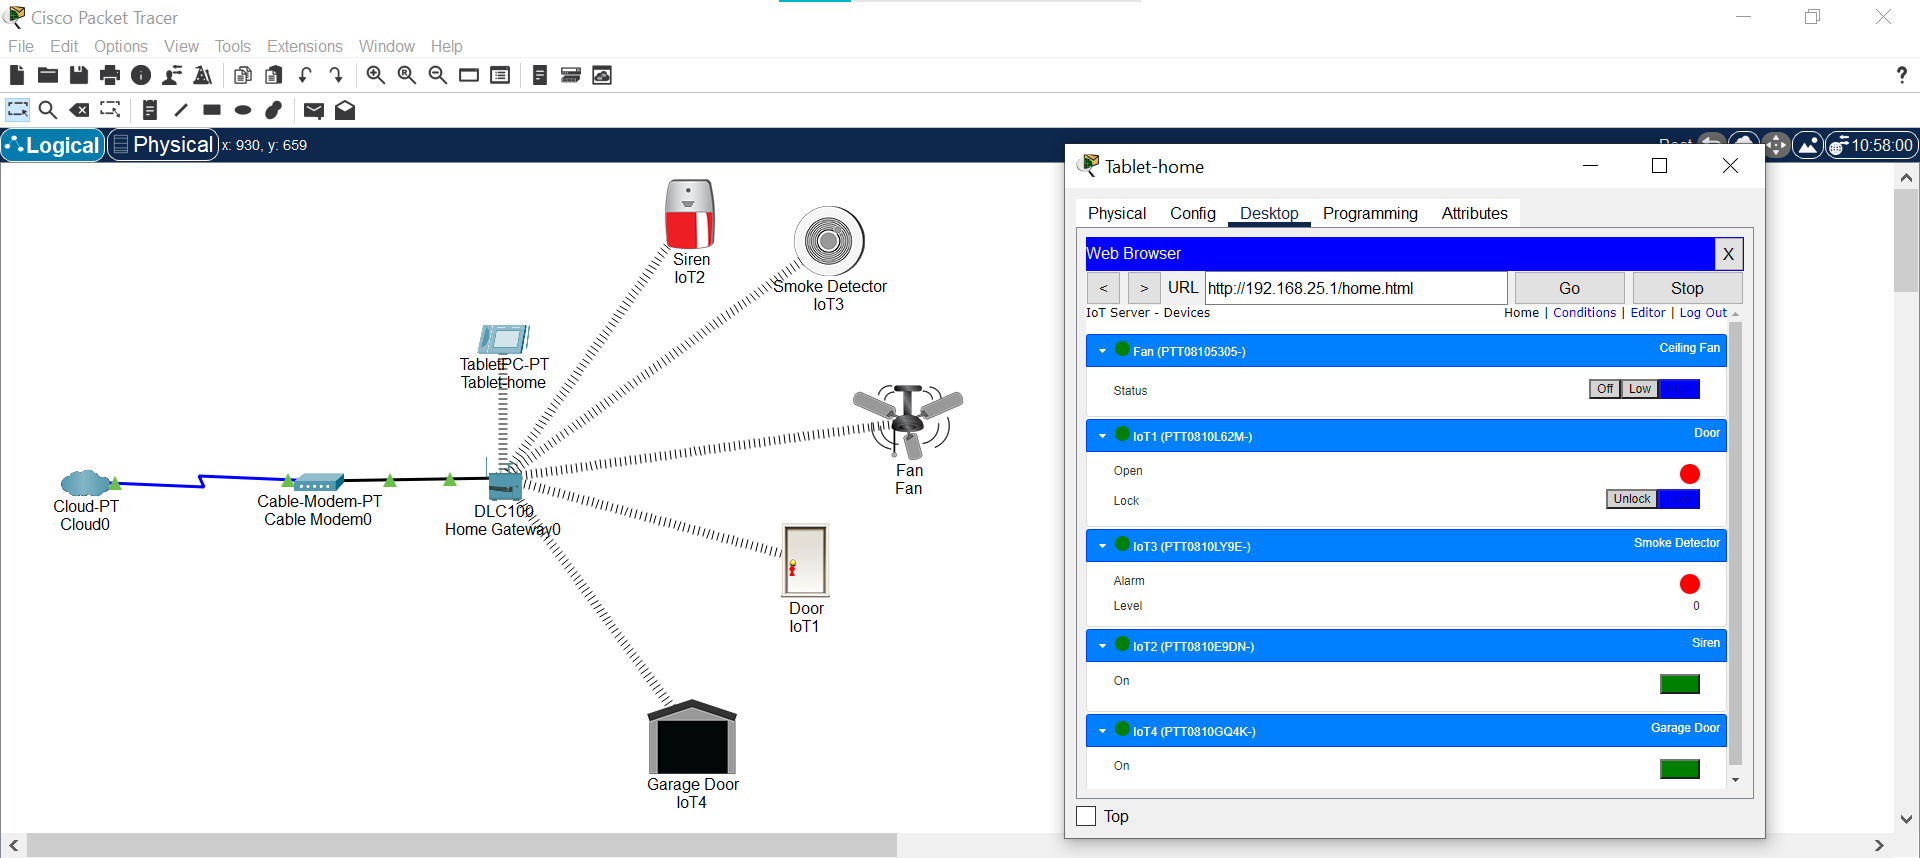 Cisco Packet Tracer
File Edit Options View Tools Extensions Window Help
?
Logical Physical x: 930, y: 659
10:58:00
Siren
IoT2
Smoke Detector
IoT3
TabletPC-PT
Tablet-home
Fan
Fan
Cloud-PT
Cloud0
Cable-Modem-PT
Cable Modem0
DLC100
Home Gateway0
Door
IoT1
Garage Door
IoT4
Tablet-home
Physical Config Desktop Programming Attributes
Web Browser X
< > URL http://192.168.25.1/home.html Go Stop
IoT Server - Devices Home | Conditions | Editor | Log Out
Fan (PTT08105305-) Ceiling Fan
Status Off Low
IoT1 (PTT0810L62M-) Door
Open
Lock Unlock
IoT3 (PTT0810LY9E-) Smoke Detector
Alarm
Level 0
IoT2 (PTT0810E9DN-) Siren
On
IoT4 (PTT0810GQ4K-) Garage Door
On
Top